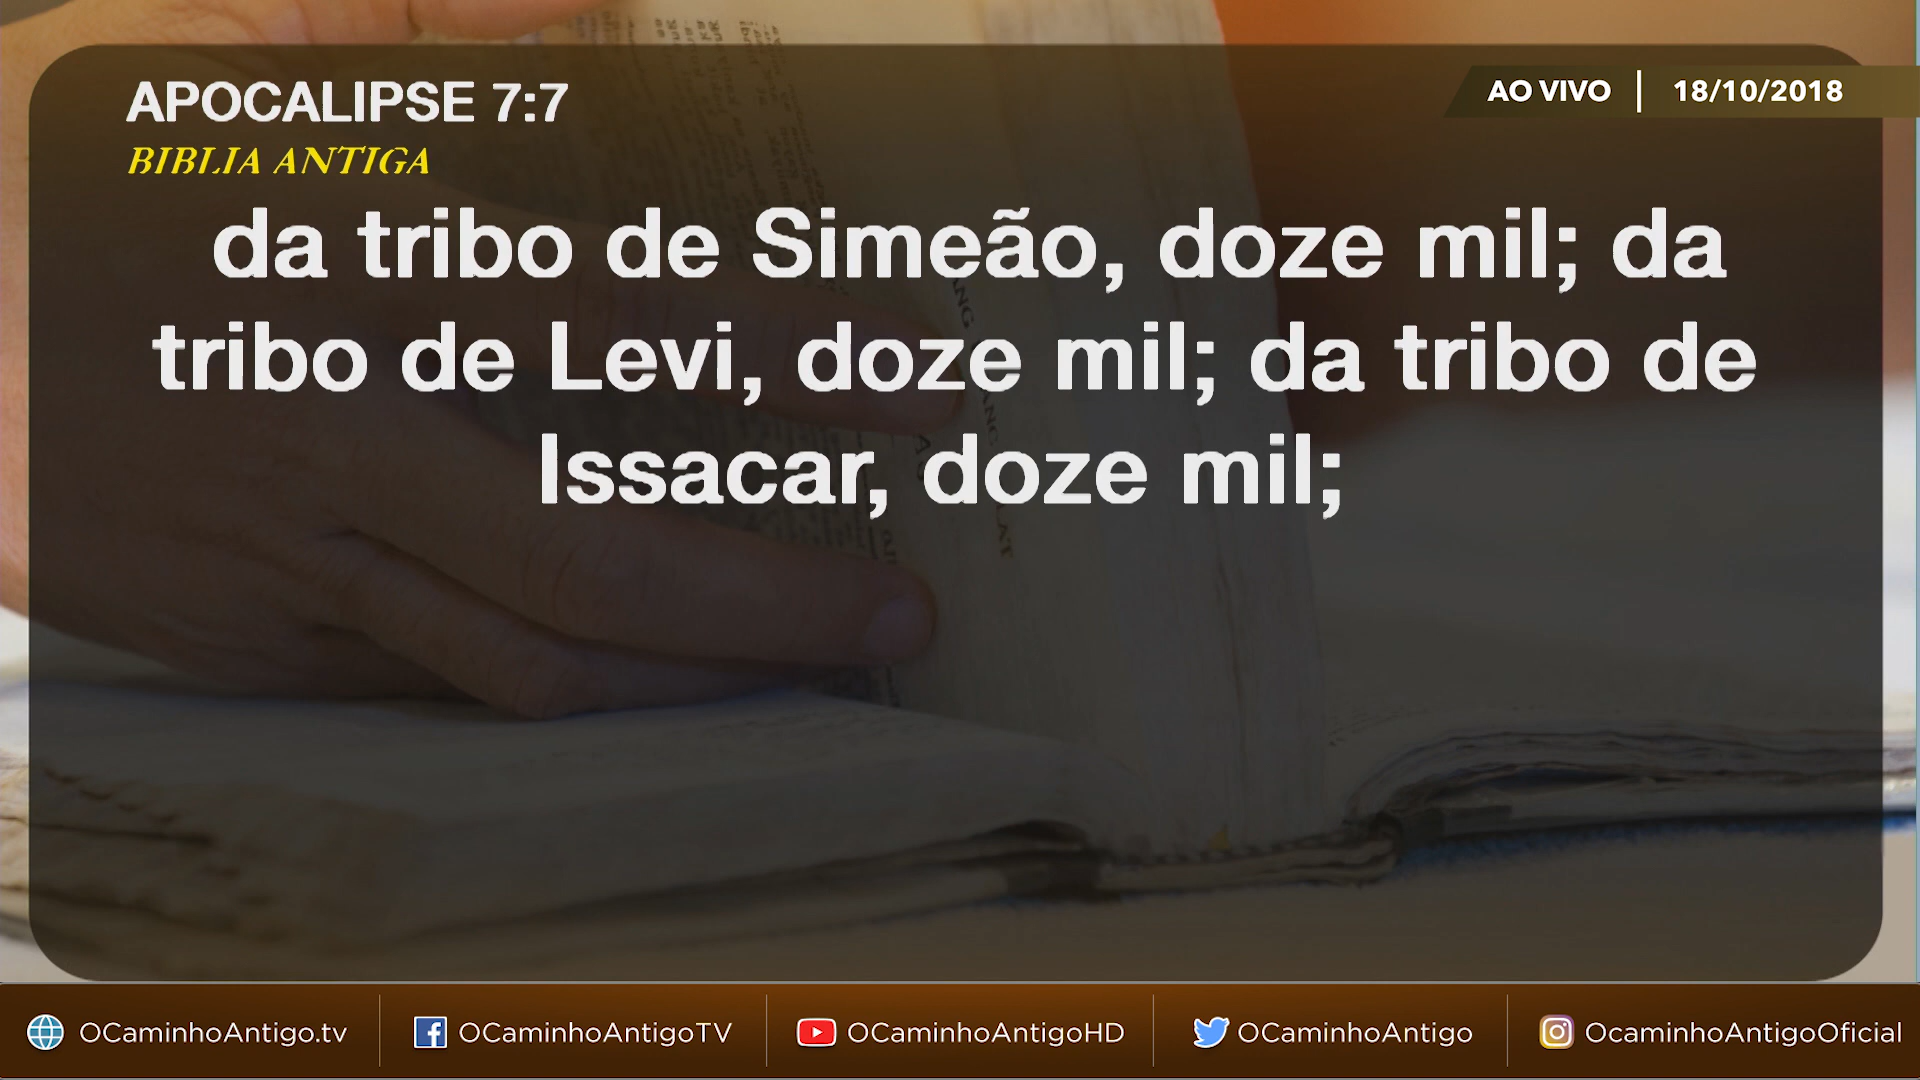 APOCALIPSE 7:7
AO VIVO | 18/10/2018
BIBLIA ANTIGA
da tribo de Simeão, doze mil; da
tribo de Levi, doze mil; da tribo de
Issacar, doze mil;
OCaminhoAntigo.tv
OCaminhoAntigoTV
OCaminhoAntigoHD
OCaminhoAntigo
OcaminhoAntigoOficial